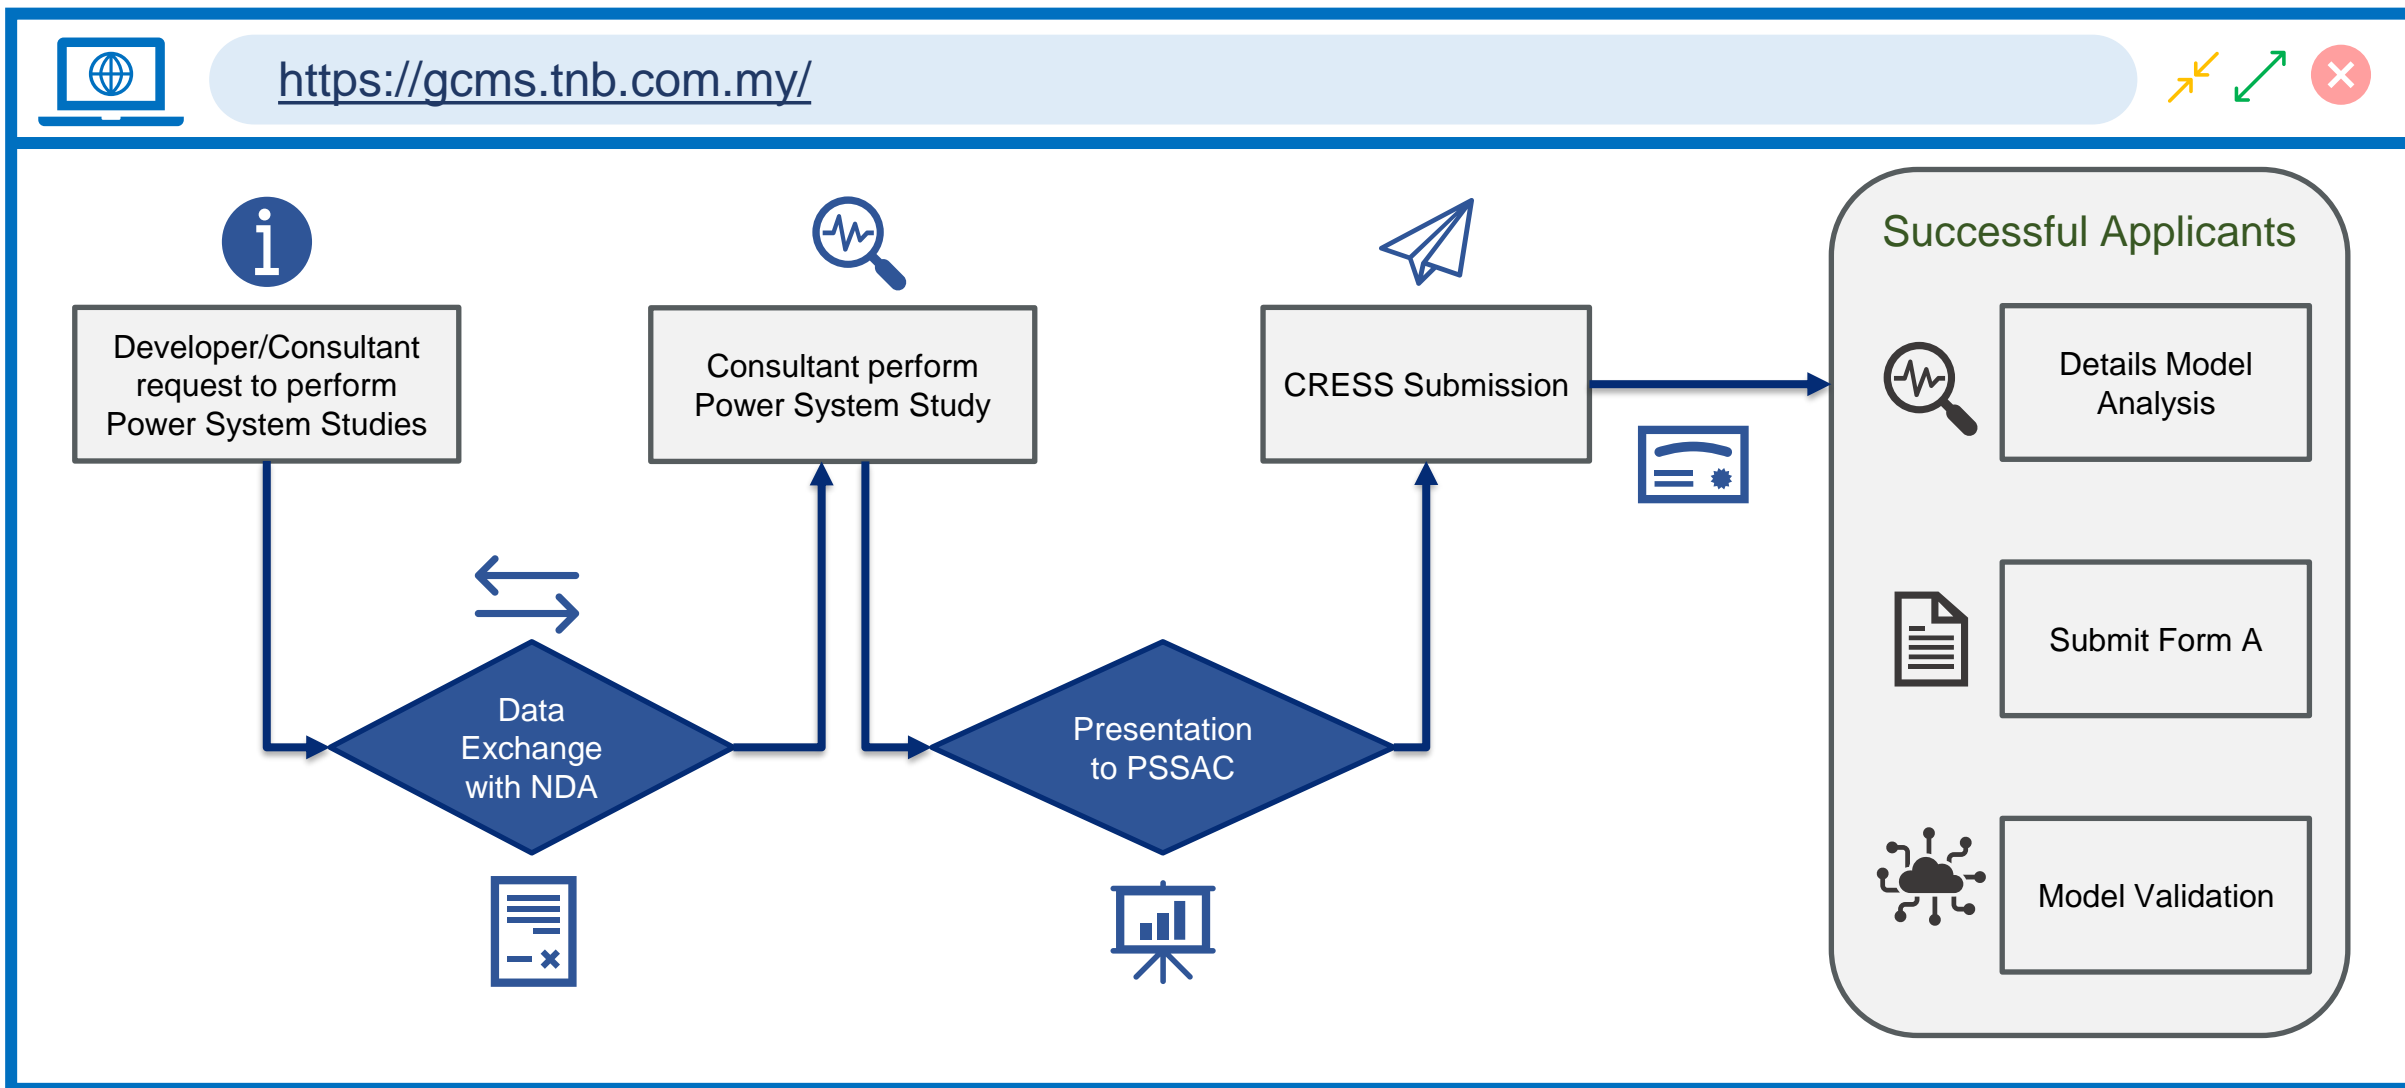 https://gcms.tnb.com.my/
Developer/Consultant
request to perform
Power System Studies
Data
Exchange
with NDA
Consultant perform
Power System Study
Presentation
to PSSAC
CRESS Submission
Successful Applicants
Details Model
Analysis
Submit Form A
Model Validation